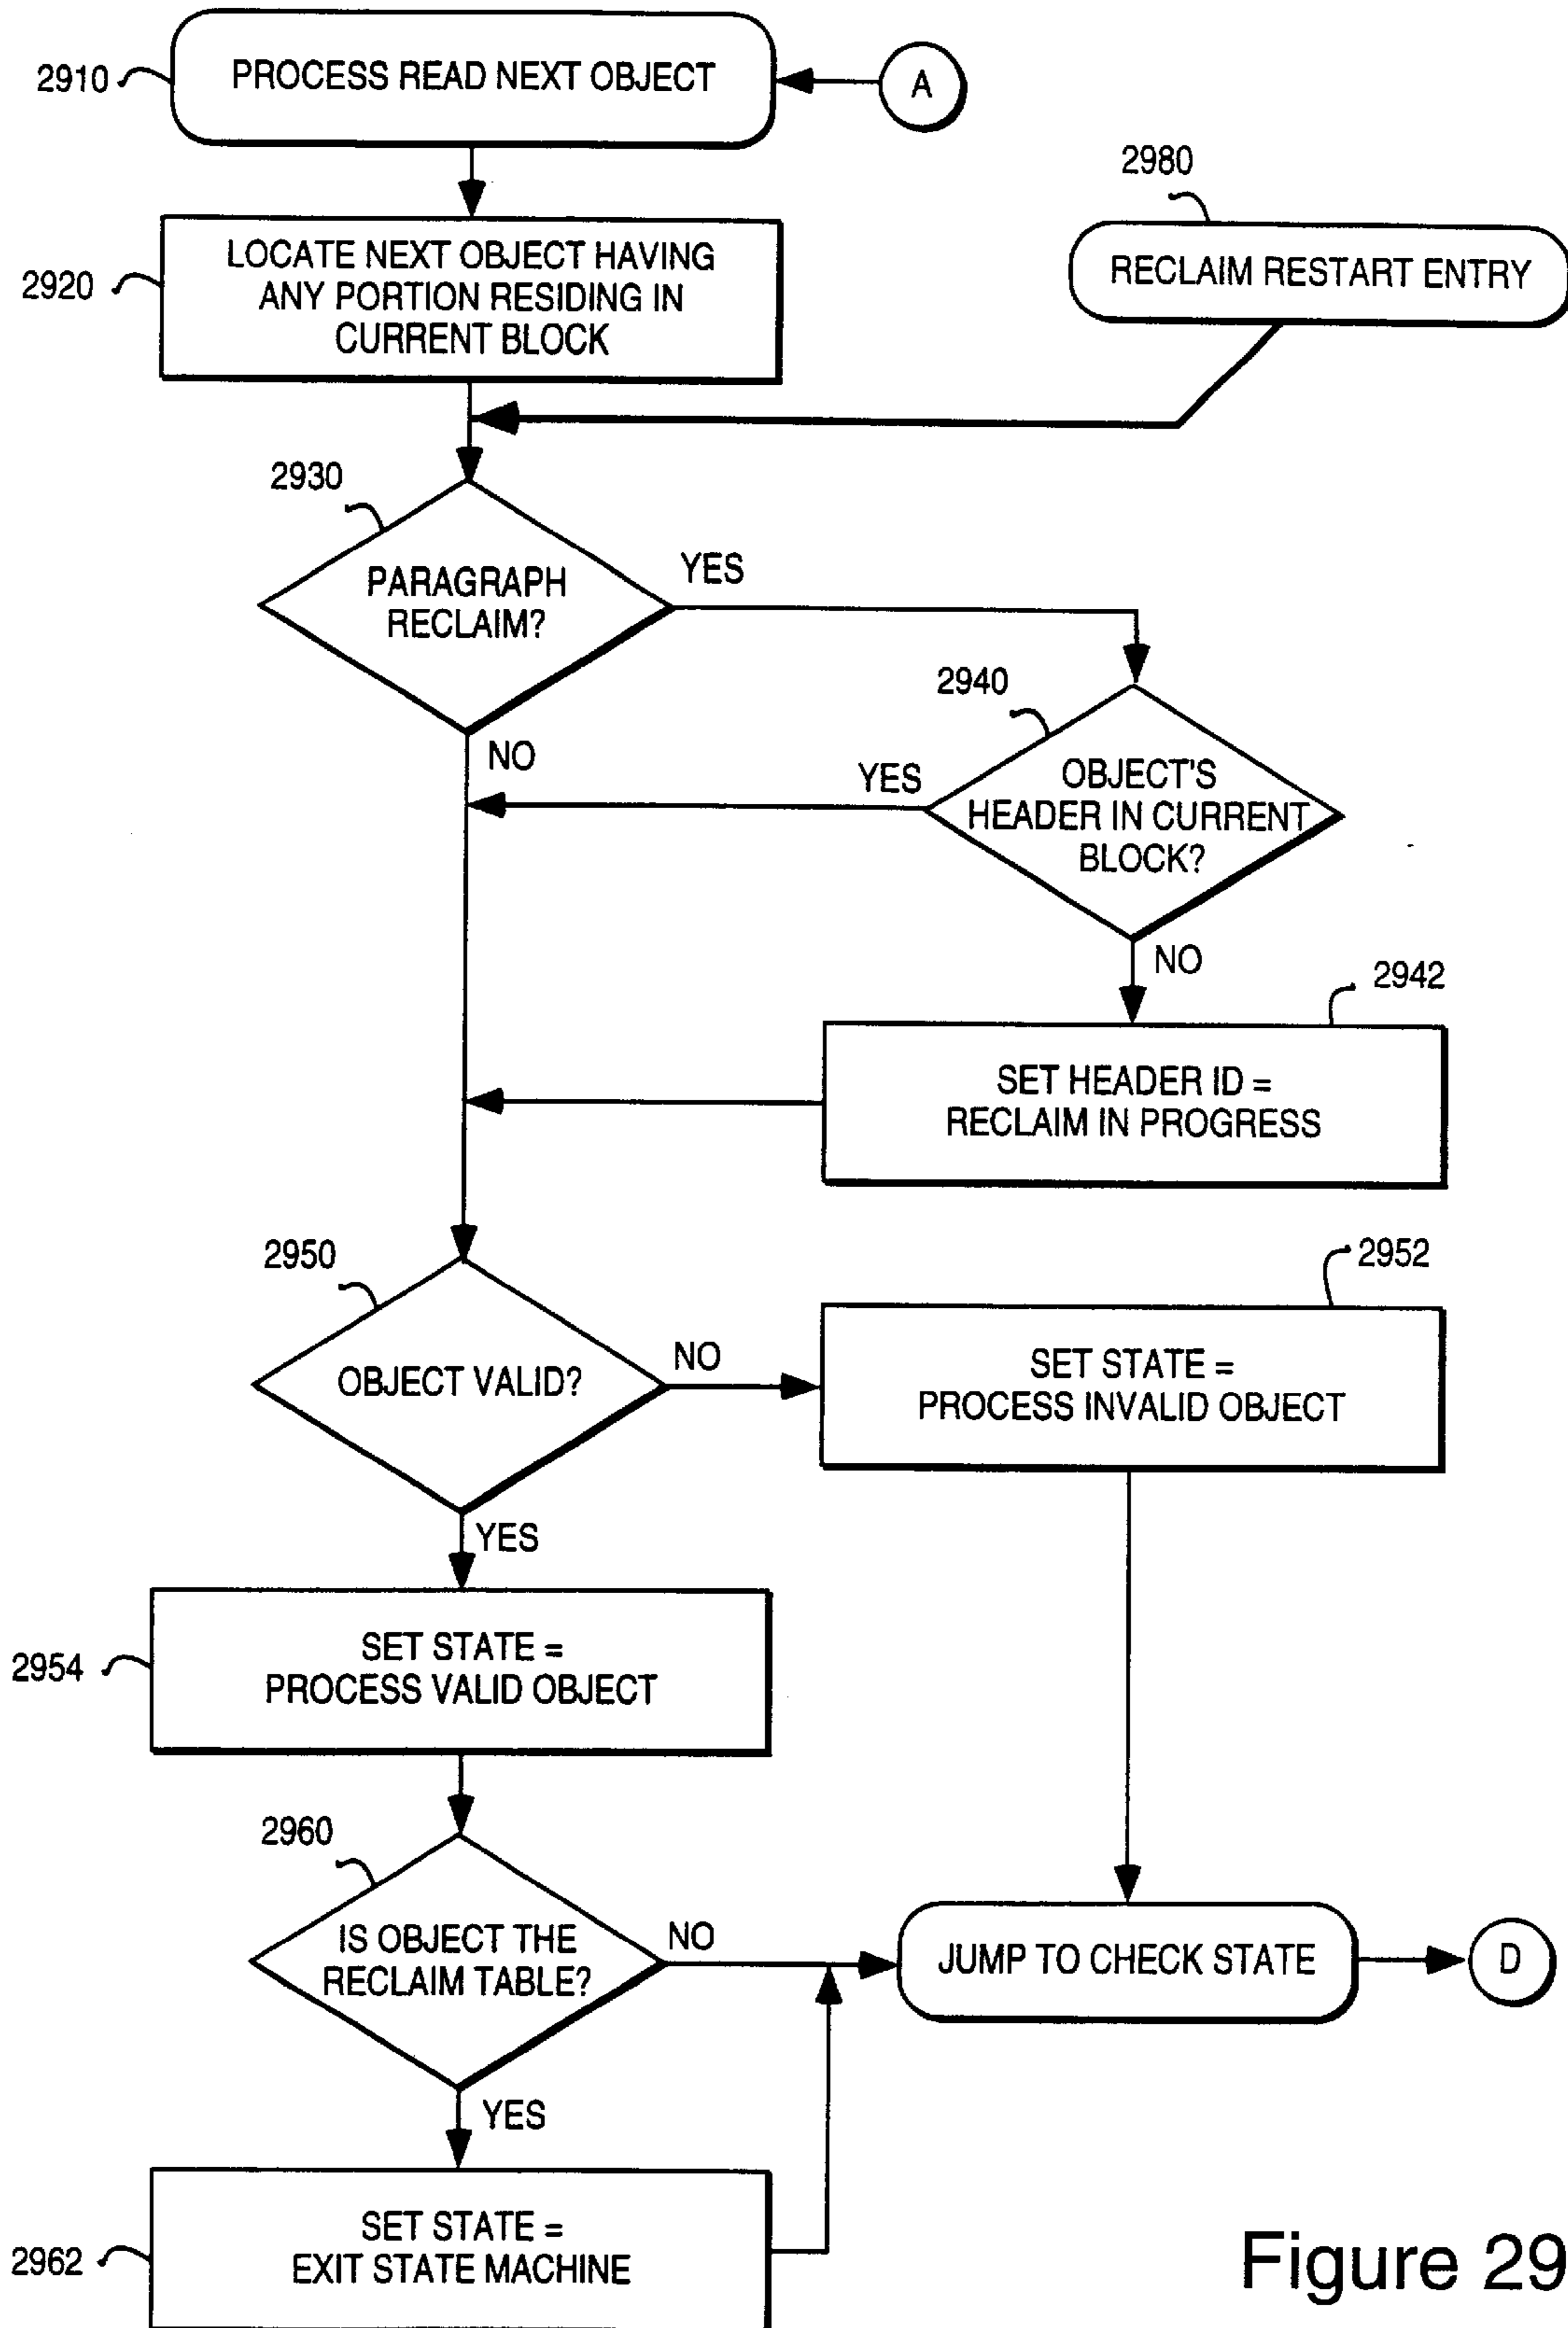 2910
PROCESS READ NEXT OBJECT
A
2980
RECLAIM RESTART ENTRY
2920
LOCATE NEXT OBJECT HAVING
ANY PORTION RESIDING IN
CURRENT BLOCK
2930
PARAGRAPH
RECLAIM?
YES
NO
2940
OBJECT'S
HEADER IN CURRENT
BLOCK?
YES
NO
2942
SET HEADER ID =
RECLAIM IN PROGRESS
2950
OBJECT VALID?
NO
YES
2952
SET STATE =
PROCESS INVALID OBJECT
2954
SET STATE =
PROCESS VALID OBJECT
2960
IS OBJECT THE
RECLAIM TABLE?
NO
YES
JUMP TO CHECK STATE
D
2962
SET STATE =
EXIT STATE MACHINE
Figure 29